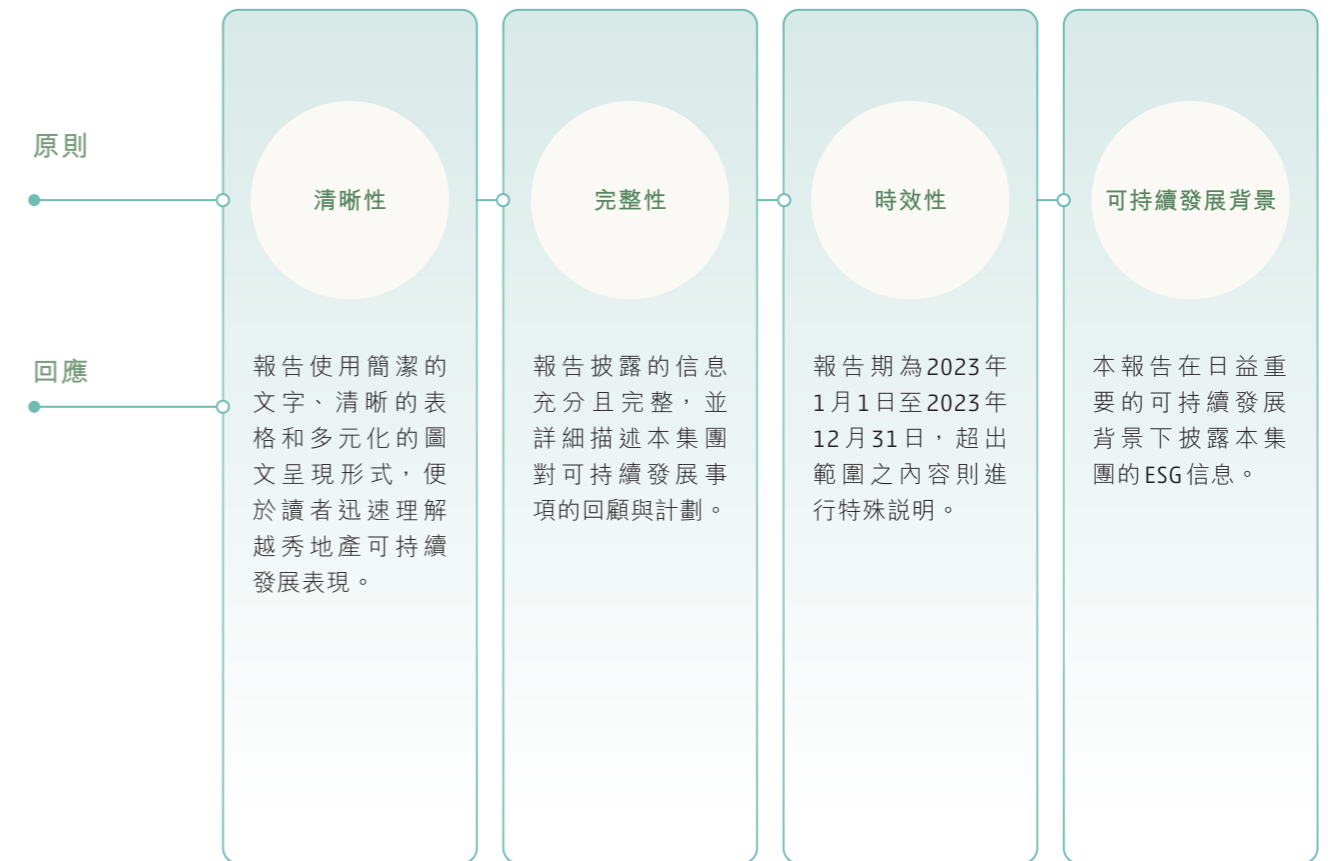 原則
清晰性
完整性
時效性
可持續發展背景
回應
報告使用簡潔的
文字、清晰的表
格和多元化的圖
文呈現形式，便
於讀者迅速理解
越秀地產可持續
發展表現。
報告披露的信息
充分且完整，並
詳細描述本集團
對可持續發展事
項的回顧與計劃。
報告期為2023年
1月1日至2023年
12月31日，超出
範圍之內容則進
行特殊説明。
本報告在日益重
要的可持續發展
背景下披露本集
團的ESG信息。